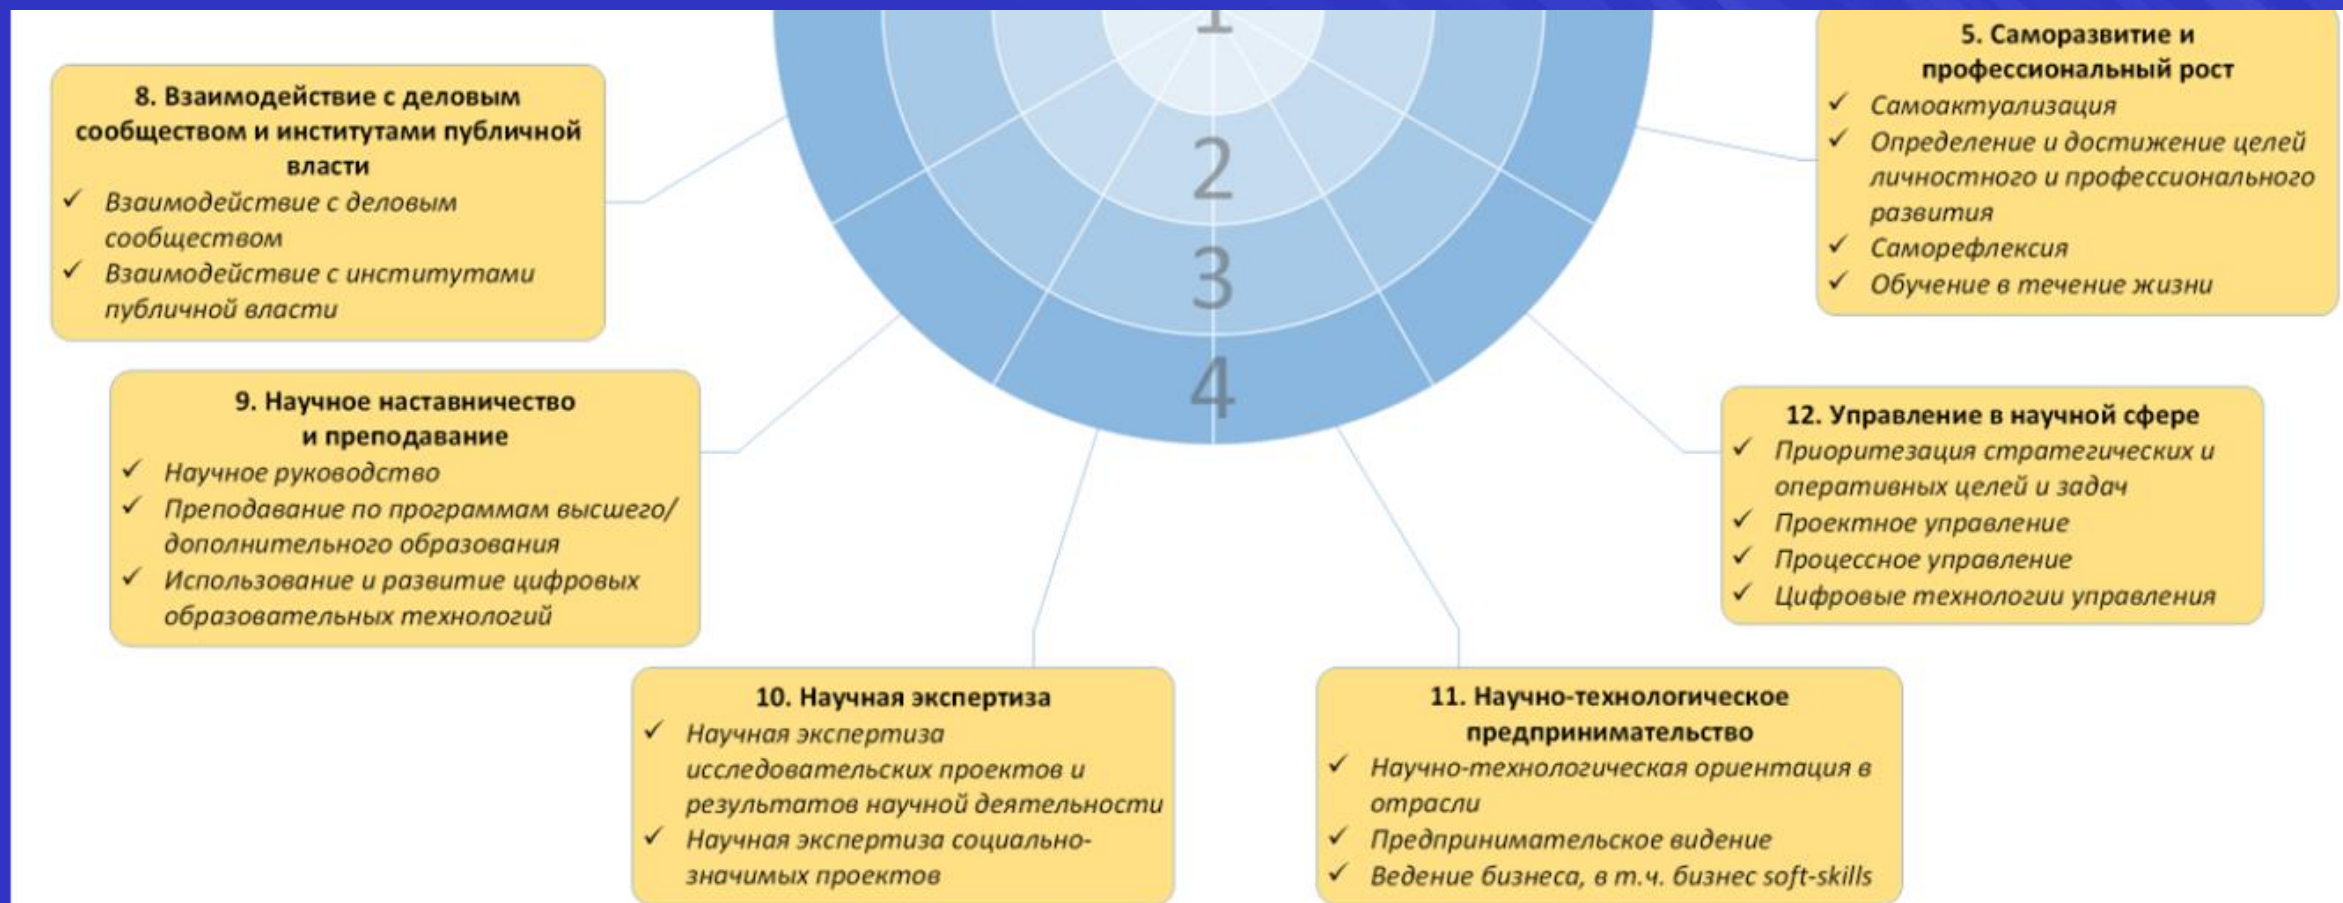 1
2
3
4
8. Взаимодействие с деловым
сообществом и институтами публичной
власти
✓ Взаимодействие с деловым
сообществом
✓ Взаимодействие с институтами
публичной власти
9. Научное наставничество
и преподавание
✓ Научное руководство
✓ Преподавание по программам высшего/
дополнительного образования
✓ Использование и развитие цифровых
образовательных технологий
10. Научная экспертиза
✓ Научная экспертиза
исследовательских проектов и
результатов научной деятельности
✓ Научная экспертиза социально-
значимых проектов
11. Научно-технологическое
предпринимательство
✓ Научно-технологическая ориентация в
отрасли
✓ Предпринимательское видение
✓ Ведение бизнеса, в т.ч. бизнес soft-skills
5. Саморазвитие и
профессиональный рост
✓ Самоактуализация
✓ Определение и достижение целей
личностного и профессионального
развития
✓ Саморефлексия
✓ Обучение в течение жизни
12. Управление в научной сфере
✓ Приоритезация стратегических и
оперативных целей и задач
✓ Проектное управление
✓ Процессное управление
✓ Цифровые технологии управления